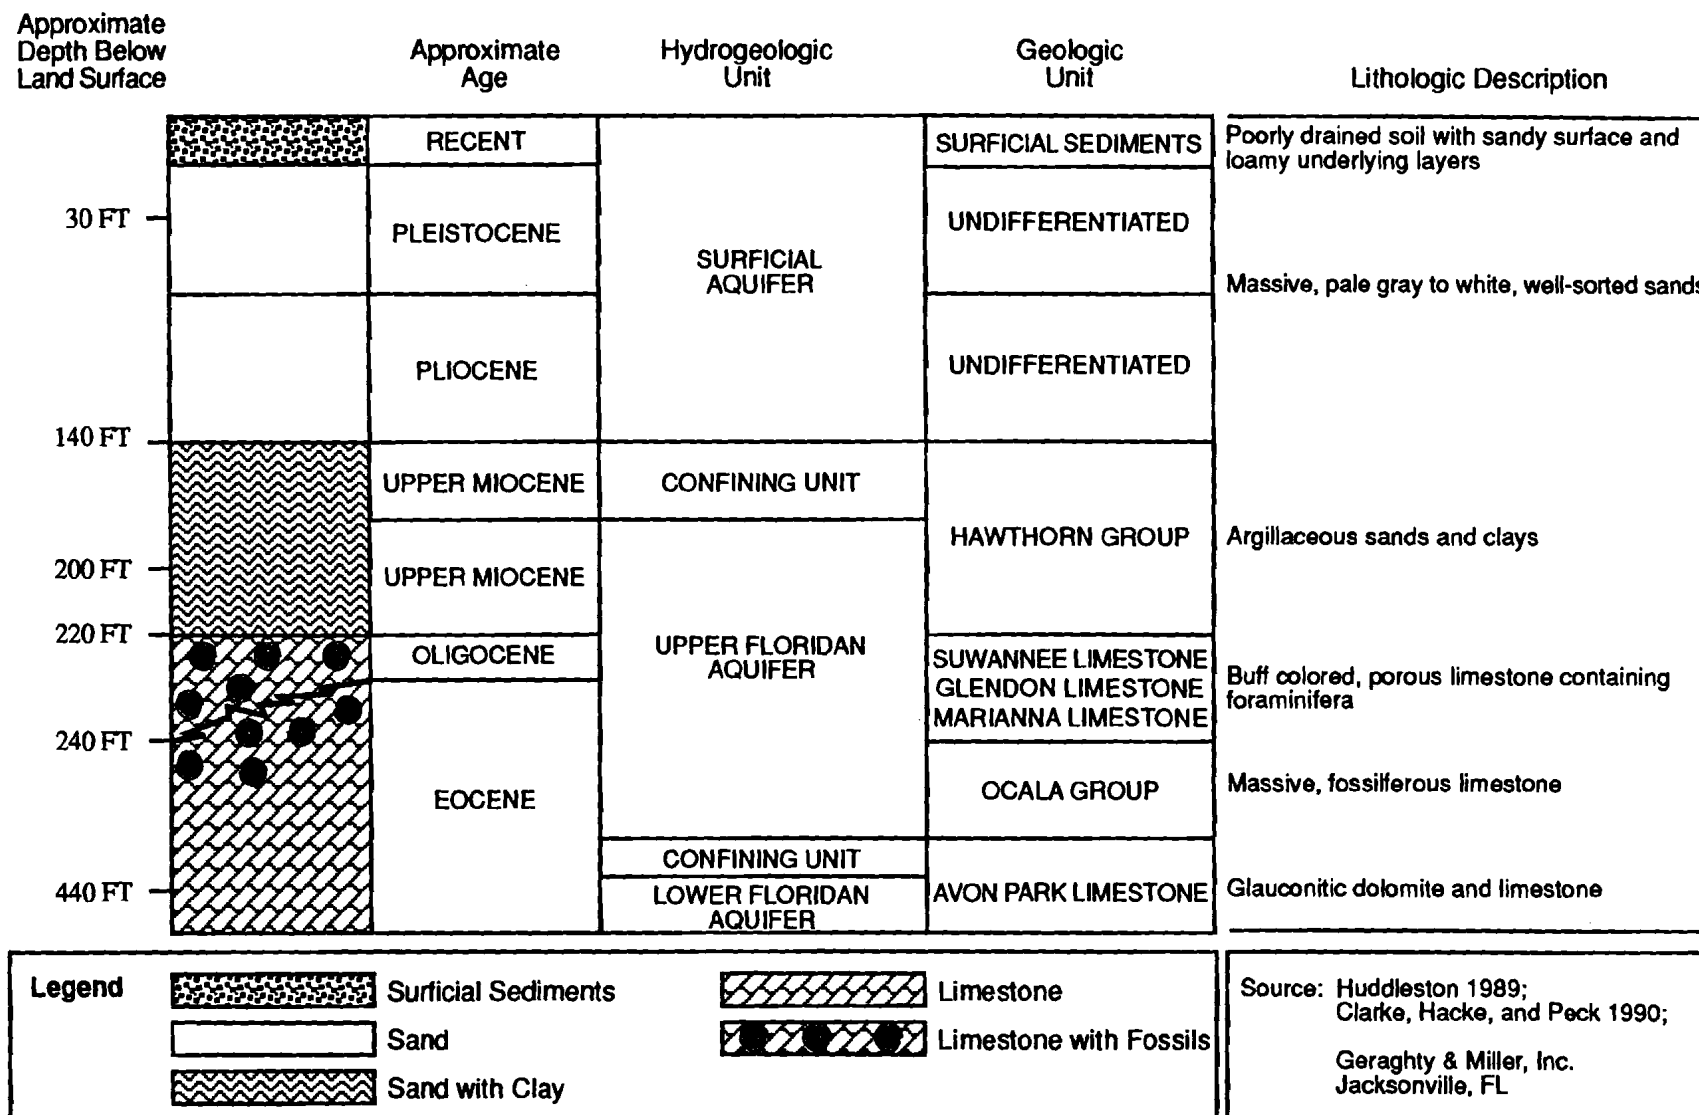 Approximate
Depth Below
Land Surface
Approximate
Age
Hydrogeologic
Unit
Geologic
Unit
Lithologic Description
RECENT
SURFICIAL SEDIMENTS
Poorly drained soil with sandy surface and
loamy underlying layers
30 FT
PLEISTOCENE
UNDIFFERENTIATED
SURFICIAL
AQUIFER
Massive, pale gray to white, well-sorted sands
PLIOCENE
UNDIFFERENTIATED
140 FT
UPPER MIOCENE
CONFINING UNIT
HAWTHORN GROUP
Argillaceous sands and clays
200 FT
UPPER MIOCENE
220 FT
OLIGOCENE
UPPER FLORIDAN
AQUIFER
SUWANNEE LIMESTONE
GLENDON LIMESTONE
MARIANNA LIMESTONE
Buff colored, porous limestone containing
foraminifera
240 FT
EOCENE
OCALA GROUP
Massive, fossilferous limestone
CONFINING UNIT
440 FT
LOWER FLORIDAN
AQUIFER
AVON PARK LIMESTONE
Glauconitic dolomite and limestone
Legend
Surficial Sediments
Sand
Sand with Clay
Limestone
Limestone with Fossils
Source: Huddleston 1989;
Clarke, Hacke, and Peck 1990;
Geraghty & Miller, Inc.
Jacksonville, FL